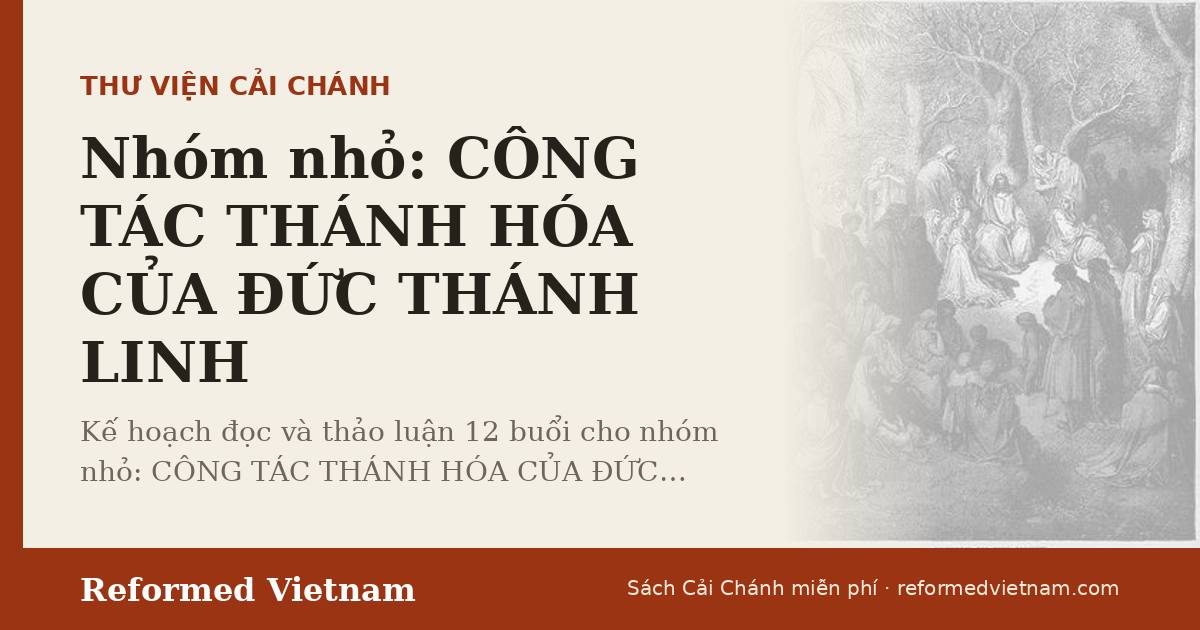 THƯ VIỆN CẢI CHÁNH
Nhóm nhỏ: CÔNG
TÁC THÁNH HÓA
CỦA ĐỨC THÁNH
LINH
Kế hoạch đọc và thảo luận 12 buổi cho nhóm
nhỏ: CÔNG TÁC THÁNH HÓA CỦA ĐỨC...
Reformed Vietnam
Sách Cải Chánh miễn phí · reformedvietnam.com